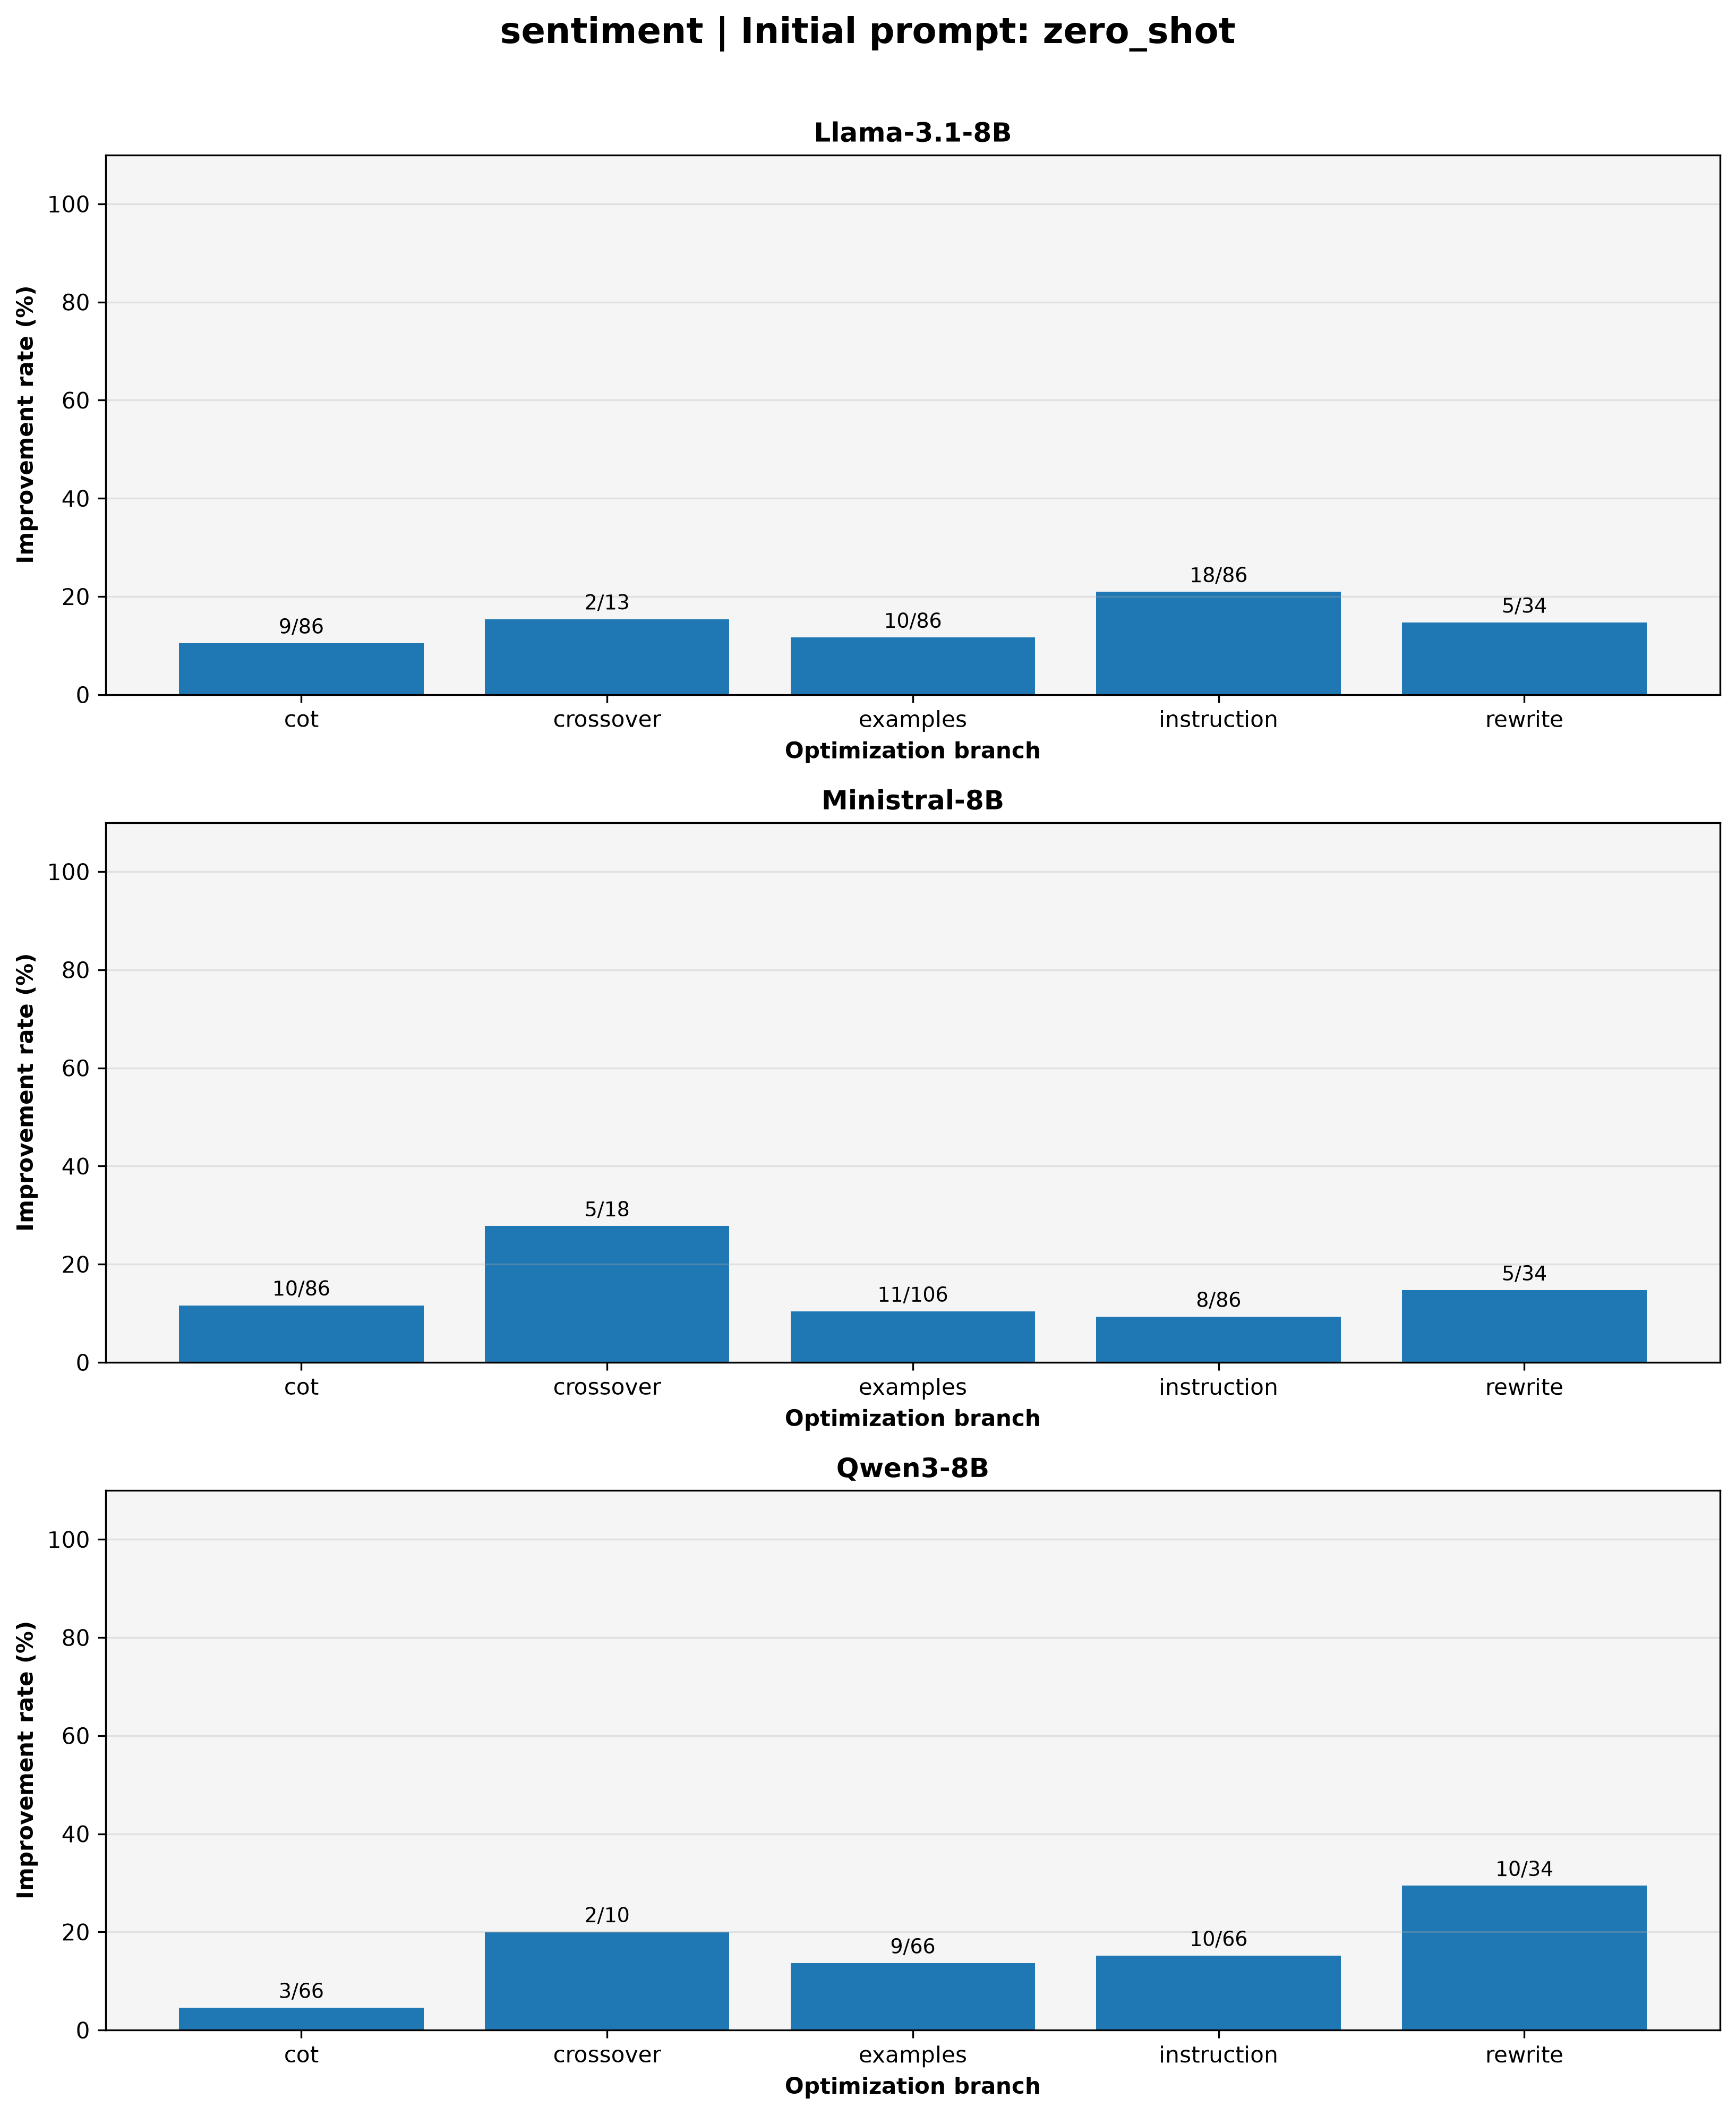 sentiment | Initial prompt: zero_shot
Llama-3.1-8B
Improvement rate (%)
100
80
60
40
20
0
9/86
2/13
10/86
18/86
5/34
cot
crossover
examples
instruction
rewrite
Optimization branch
Ministral-8B
Improvement rate (%)
100
80
60
40
20
0
10/86
5/18
11/106
8/86
5/34
cot
crossover
examples
instruction
rewrite
Optimization branch
Qwen3-8B
Improvement rate (%)
100
80
60
40
20
0
3/66
2/10
9/66
10/66
10/34
cot
crossover
examples
instruction
rewrite
Optimization branch